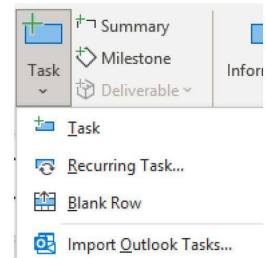 Summary
Milestone
Task
Deliverable
Infor
Task
Recurring Task...
Blank Row
Import Outlook Tasks...